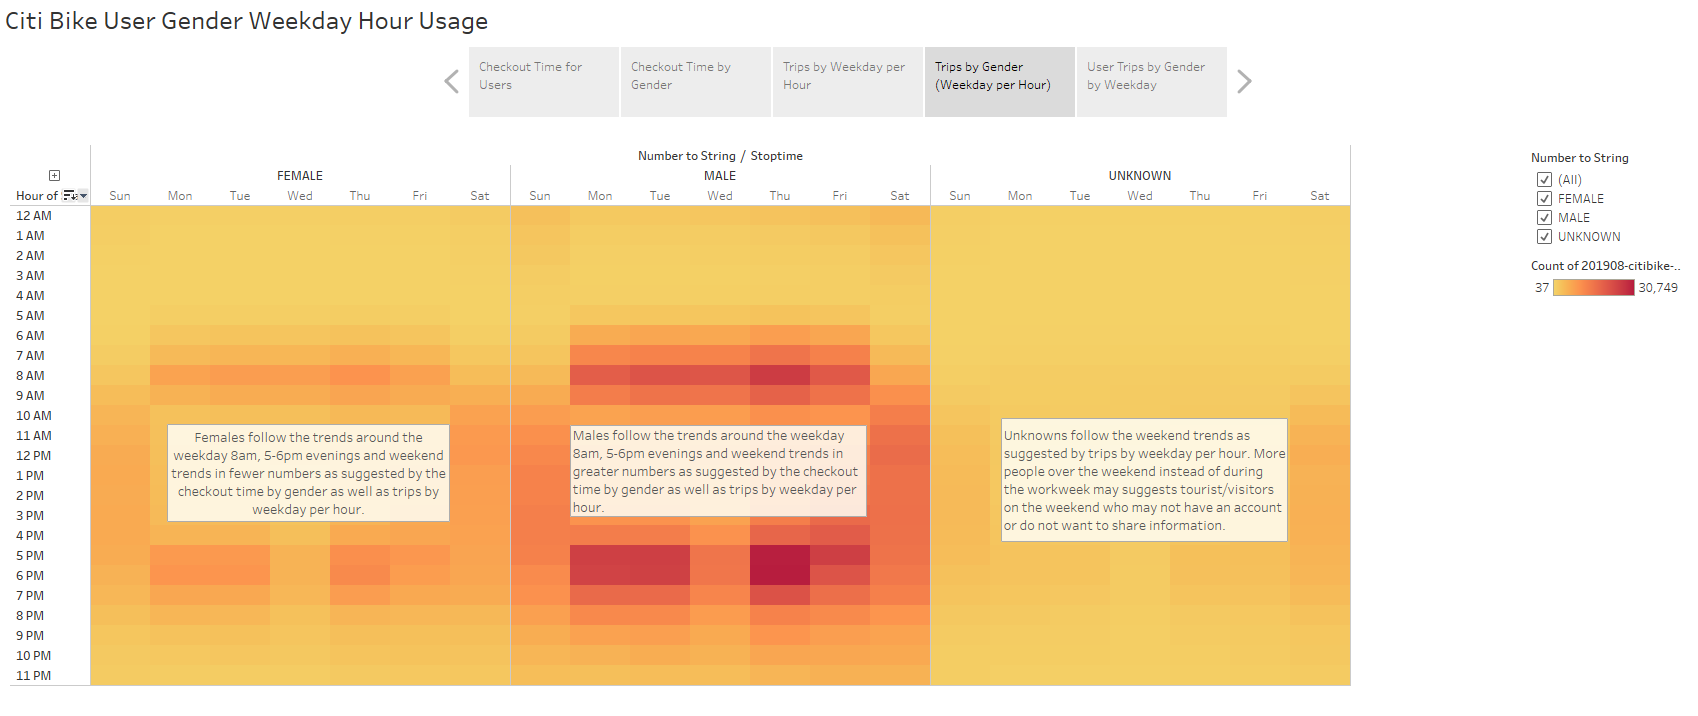 Citi Bike User Gender Weekday Hour Usage
Checkout Time for
Users
Checkout Time by
Gender
Trips by Weekday per
Hour
Trips by Gender
(Weekday per Hour)
User Trips by Gender
by Weekday
Number to String / Stoptime
FEMALE MALE UNKNOWN
Hour of Sun Mon Tue Wed Thu Fri Sat Sun Mon Tue Wed Thu Fri Sat Sun Mon Tue Wed Thu Fri Sat
12 AM
1 AM
2 AM
3 AM
4 AM
5 AM
6 AM
7 AM
8 AM
9 AM
10 AM
11 AM
12 PM
1 PM
2 PM
3 PM
4 PM
5 PM
6 PM
7 PM
8 PM
9 PM
10 PM
11 PM
Females follow the trends around the
weekday 8am, 5-6pm evenings and weekend
trends in fewer numbers as suggested by the
checkout time by gender as well as trips by
weekday per hour.
Males follow the trends around the weekday
8am, 5-6pm evenings and weekend trends in
greater numbers as suggested by the checkout
time by gender as well as trips by weekday per
hour.
Unknowns follow the weekend trends as
suggested by trips by weekday per hour. More
people over the weekend instead of during
the workweek may suggests tourist/visitors
on the weekend who may not have an account
or do not want to share information.
Number to String
(All)
FEMALE
MALE
UNKNOWN
Count of 201908-citibike-..
37 30,749